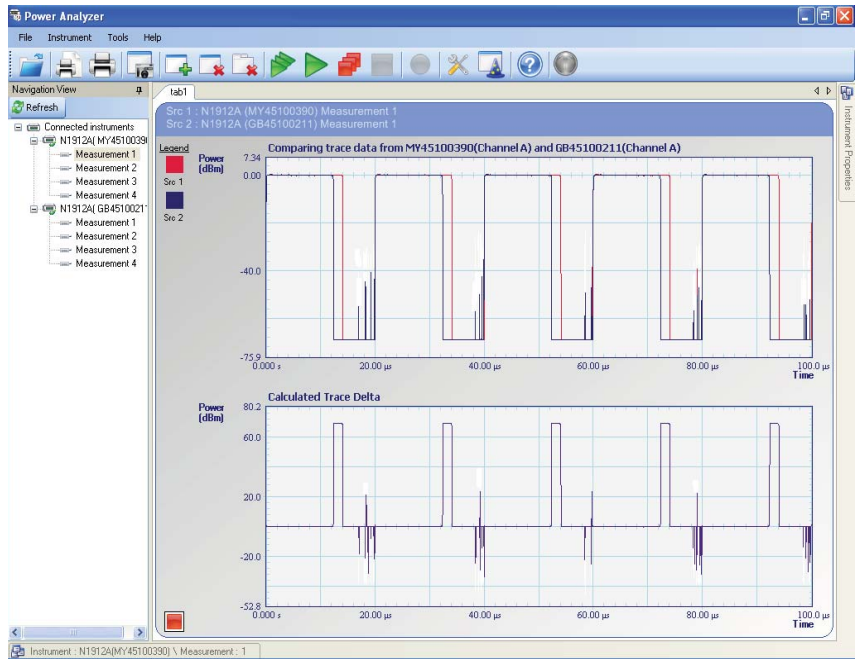 Power Analyzer
File Instrument Tools Help
Navigation View
Refresh
Connected instruments
N1912A( MY4510039
Measurement 1
Measurement 2
Measurement 3
Measurement 4
N1912A( GB4510021
Measurement 1
Measurement 2
Measurement 3
Measurement 4
tab1
Src 1 : N1912A (MY45100390) Measurement 1
Src 2 : N1912A (GB45100211) Measurement 1
Legend
Src 1
Src 2
Comparing trace data from MY45100390(Channel A) and GB45100211(Channel A)
Power
(dBm)
7.34
0.00
-40.0
-75.9
0.000 s 20.00 µs 40.00 µs 60.00 µs 80.00 µs 100.0 µs
Time
Calculated Trace Delta
Power
(dBm)
80.2
60.0
20.0
-20.0
-52.8
0.000 s 20.00 µs 40.00 µs 60.00 µs 80.00 µs 100.0 µs
Time
Instrument Properties
Instrument : N1912A(MY45100390) \ Measurement : 1